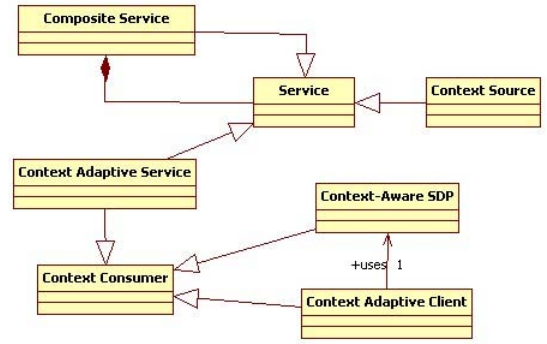 Composite Service
Service
Context Source
Context Adaptive Service
Context-Aware SDP
+uses 1
Context Consumer
Context Adaptive Client